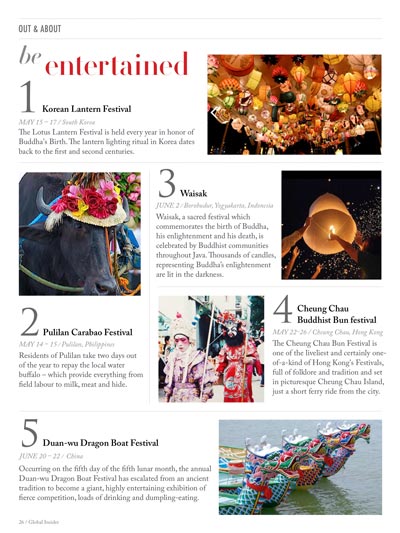 OUT & ABOUT
be entertained
1 Korean Lantern Festival
MAY 15 – 17 / South Korea
The Lotus Lantern Festival is held every year in honor of
Buddha's Birth. The lantern lighting ritual in Korea dates
back to the first and second centuries.
2 Pulilan Carabao Festival
MAY 14 – 15 / Pulilan, Philippines
Residents of Pulilan take two days out
of the year to repay the local water
buffalo – which provide everything from
field labour to milk, meat and hide.
3 Waisak
JUNE 2 / Borobudur, Yogyakarta, Indonesia
Waisak, a sacred festival which
commemorates the birth of Buddha,
his enlightenment and his death, is
celebrated by Buddhist communities
throughout Java. Thousands of candles,
representing Buddha's enlightenment
are lit in the darkness.
4 Cheung Chau
Buddhist Bun festival
MAY 22-26 / Cheung Chau, Hong Kong
The Cheung Chau Bun Festival is
one of the liveliest and certainly one-
of-a-kind of Hong Kong's Festivals,
full of folklore and tradition and set
in picturesque Cheung Chau Island,
just a short ferry ride from the city.
5 Duan-wu Dragon Boat Festival
JUNE 20 – 22 / China
Occurring on the fifth day of the fifth lunar month, the annual
Duan-wu Dragon Boat Festival has escalated from an ancient
tradition to become a giant, highly entertaining exhibition of
fierce competition, loads of drinking and dumpling-eating.
26 / Global Insider